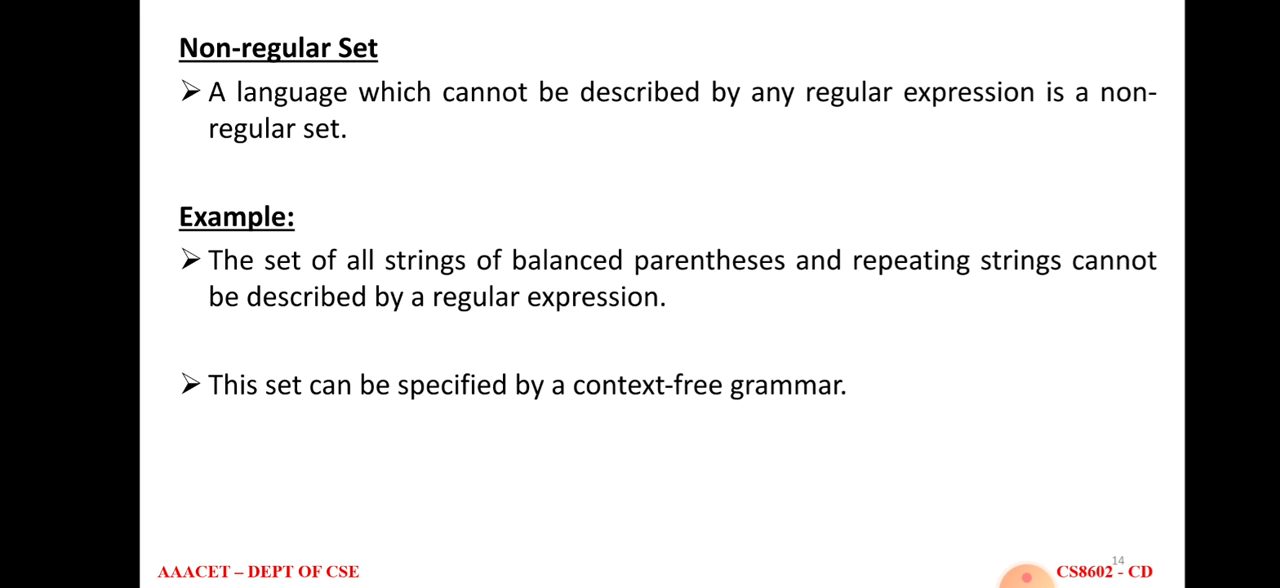 Non-regular Set
➢ A language which cannot be described by any regular expression is a non-
regular set.
Example:
➢ The set of all strings of balanced parentheses and repeating strings cannot
be described by a regular expression.
➢ This set can be specified by a context-free grammar.
14
AAACET – DEPT OF CSE
CS8602 - CD